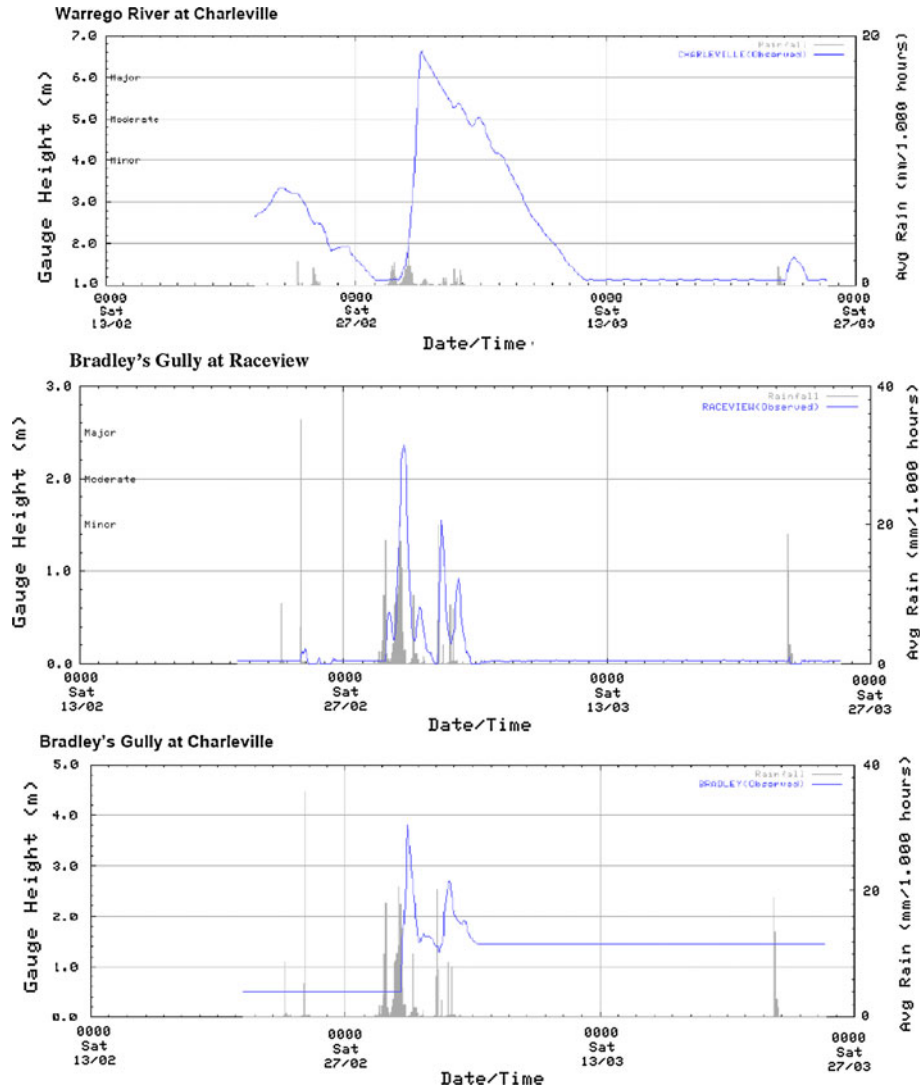 Warrego River at Charleville
7.0
6.0
5.0
4.0
3.0
2.0
1.0
Gauge Height (m)
Major
Moderate
Minor
Rainfall
CHARLEVILLE(Observed)
20
0
Avg Rain (mm/1.000 hours)
0000 0000 0000 0000
Sat Sat Sat Sat
13/02 27/02 13/03 27/03
Date/Time
Bradley's Gully at Raceview
3.0
2.0
1.0
0.0
Gauge Height (m)
Major
Moderate
Minor
Rainfall
RACEVIEW(Observed)
40
20
0
Avg Rain (mm/1.000 hours)
0000 0000 0000 0000
Sat Sat Sat Sat
13/02 27/02 13/03 27/03
Date/Time
Bradley's Gully at Charleville
5.0
4.0
3.0
2.0
1.0
0.0
Gauge Height (m)
Rainfall
BRADLEY(Observed)
40
20
0
Avg Rain (mm/1.000 hours)
0000 0000 0000 0000
Sat Sat Sat Sat
13/02 27/02 13/03 27/03
Date/Time